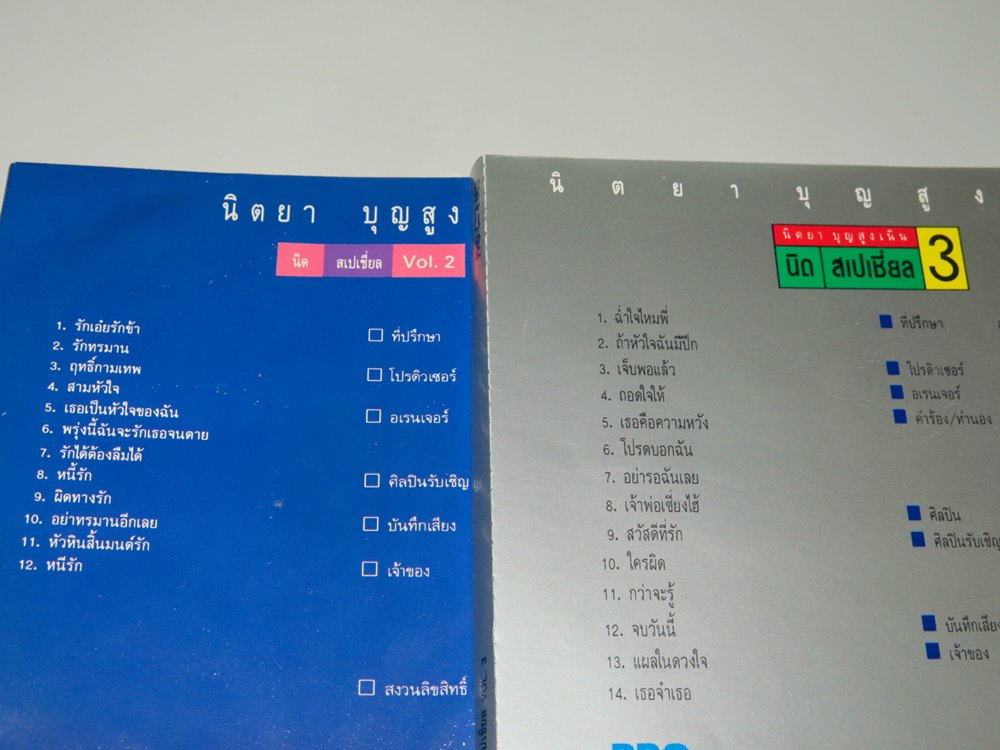 นิตยา บุญสูง
นิด สเปเชี่ยล Vol. 2
1. รักเอ๋ยรักข้า
2. รักทรมาน
3. ฤทธิ์กามเทพ
4. สามหัวใจ
5. เธอเป็นหัวใจของฉัน
6. พรุ่งนี้ฉันจะรักเธอจนตาย
7. รักได้ต้องลืมได้
8. หนี้รัก
9. ผิดทางรัก
10. อย่าทรมานอีกเลย
11. หัวหินสิ้นมนต์รัก
12. หนีรัก
ที่ปรึกษา
โปรดิวเซอร์
อเรนเจอร์
ศิลปินรับเชิญ
บันทึกเสียง
เจ้าของ
สงวนลิขสิทธิ์
VOL. 3
นิตยา บุญสูง
นิตยา บุญสูงเนิน
นิด สเปเชี่ยล 3
1. ฉ่ำใจไหมพี่
2. ถ้าหัวใจฉันมีปีก
3. เจ็บพอแล้ว
4. ถอดใจให้
5. เธอคือความหวัง
6. โปรดบอกฉัน
7. อย่ารอฉันเลย
8. เจ้าพ่อเซี่ยงไฮ้
9. สวัสดีที่รัก
10. ใครผิด
11. กว่าจะรู้
12. จบวันนี้
13. แผลในดวงใจ
14. เธอจ๋าเธอ
ที่ปรึกษา
โปรดิวเซอร์
อเรนเจอร์
คำร้อง/ทำนอง
ศิลปิน
ศิลปินรับเชิญ
บันทึกเสียง
เจ้าของ